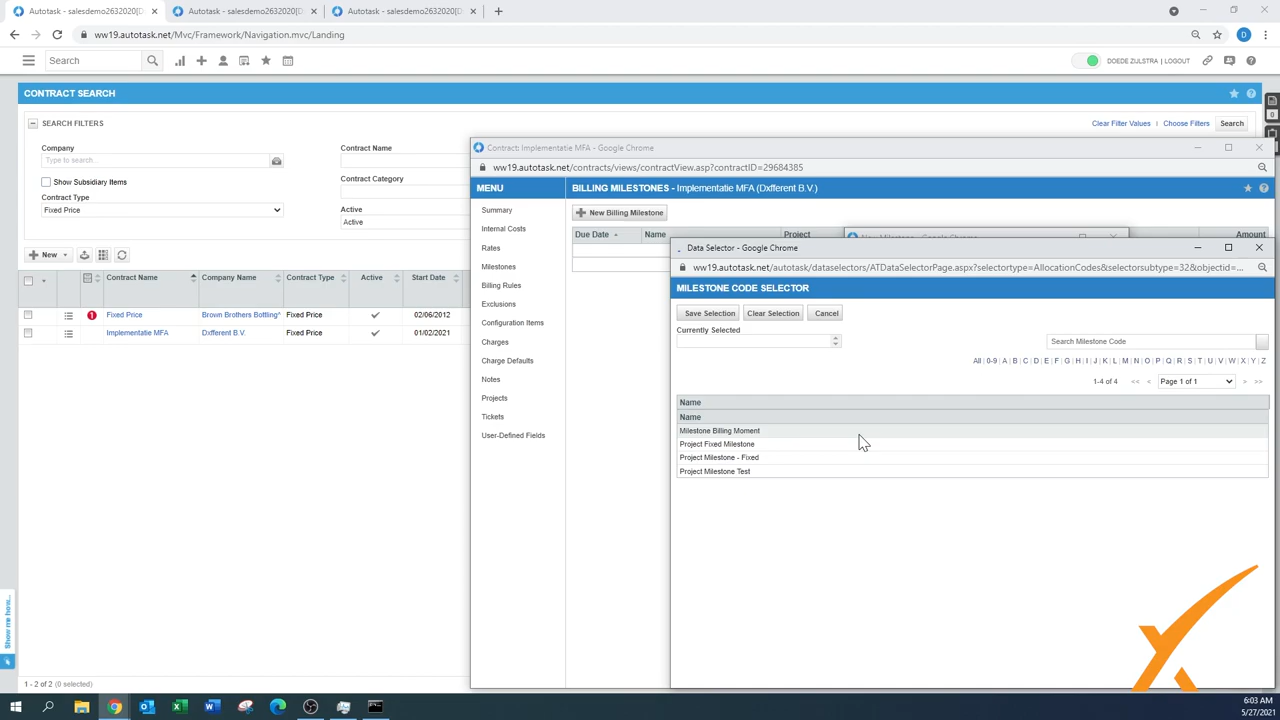 Autotask - salesdemo2632020[D
Autotask - salesdemo2632020[D
Autotask - salesdemo2632020[D
ww19.autotask.net/Mvc/Framework/Navigation.mvc/Landing
D
Search
DOEDE ZIJLSTRA | LOGOUT
CONTRACT SEARCH
0
SEARCH FILTERS
Clear Filter Values | Choose Filters
Search
Company
Contract Name
Type to search...
Show Subsidiary Items
Contract Category
Contract Type
Fixed Price
Active
Active
New
Contract Name
Company Name
Contract Type
Active
Start Date
1
Fixed Price
Brown Brothers Bottling^
Fixed Price
02/06/2012
Implementatie MFA
Dxfferent B.V.
Fixed Price
01/02/2021
1 - 2 of 2 (0 selected)
Show me how...
Contract: Implementatie MFA - Google Chrome
ww19.autotask.net/contracts/views/contractView.asp?contractID=29684385
MENU
Summary
Internal Costs
Rates
Milestones
Billing Rules
Exclusions
Configuration Items
Charges
Charge Defaults
Notes
Projects
Tickets
User-Defined Fields
BILLING MILESTONES - Implementatie MFA (Dxfferent B.V.)
New Billing Milestone
Due Date
Name
Project
Amount
Data Selector - Google Chrome
ww19.autotask.net/autotask/dataselectors/ATDataSelectorPage.aspx?selectortype=AllocationCodes&selectorsubtype=32&objectid=...
MILESTONE CODE SELECTOR
Save Selection
Clear Selection
Cancel
Currently Selected
Search Milestone Code
All | 0-9 | A | B | C | D | E | F | G | H | I | J | K | L | M | N | O | P | Q | R | S | T | U | V | W | X | Y | Z
1-4 of 4 << < Page 1 of 1 > >>
Name
Name
Milestone Billing Moment
Project Fixed Milestone
Project Milestone - Fixed
Project Milestone Test
6:03 AM
5/27/2021